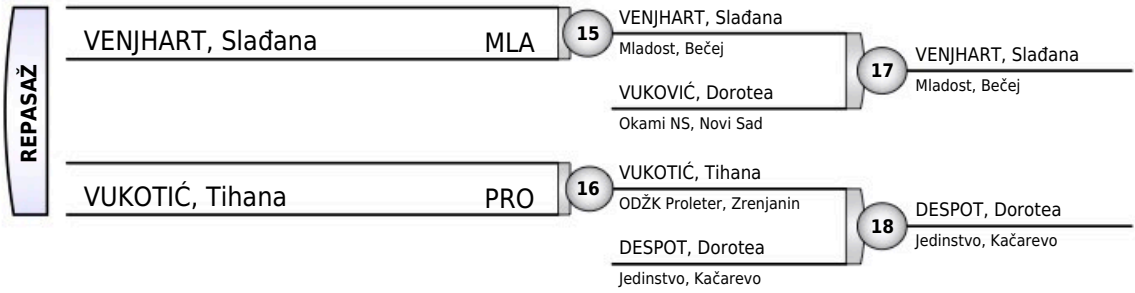 REPASAŽ
VENJHART, Slađana MLA
15
VENJHART, Slađana
Mladost, Bečej
VUKOVIĆ, Dorotea
Okami NS, Novi Sad
17
VENJHART, Slađana
Mladost, Bečej
VUKOTIĆ, Tihana PRO
16
VUKOTIĆ, Tihana
ODŽK Proleter, Zrenjanin
DESPOT, Dorotea
Jedinstvo, Kačarevo
18
DESPOT, Dorotea
Jedinstvo, Kačarevo